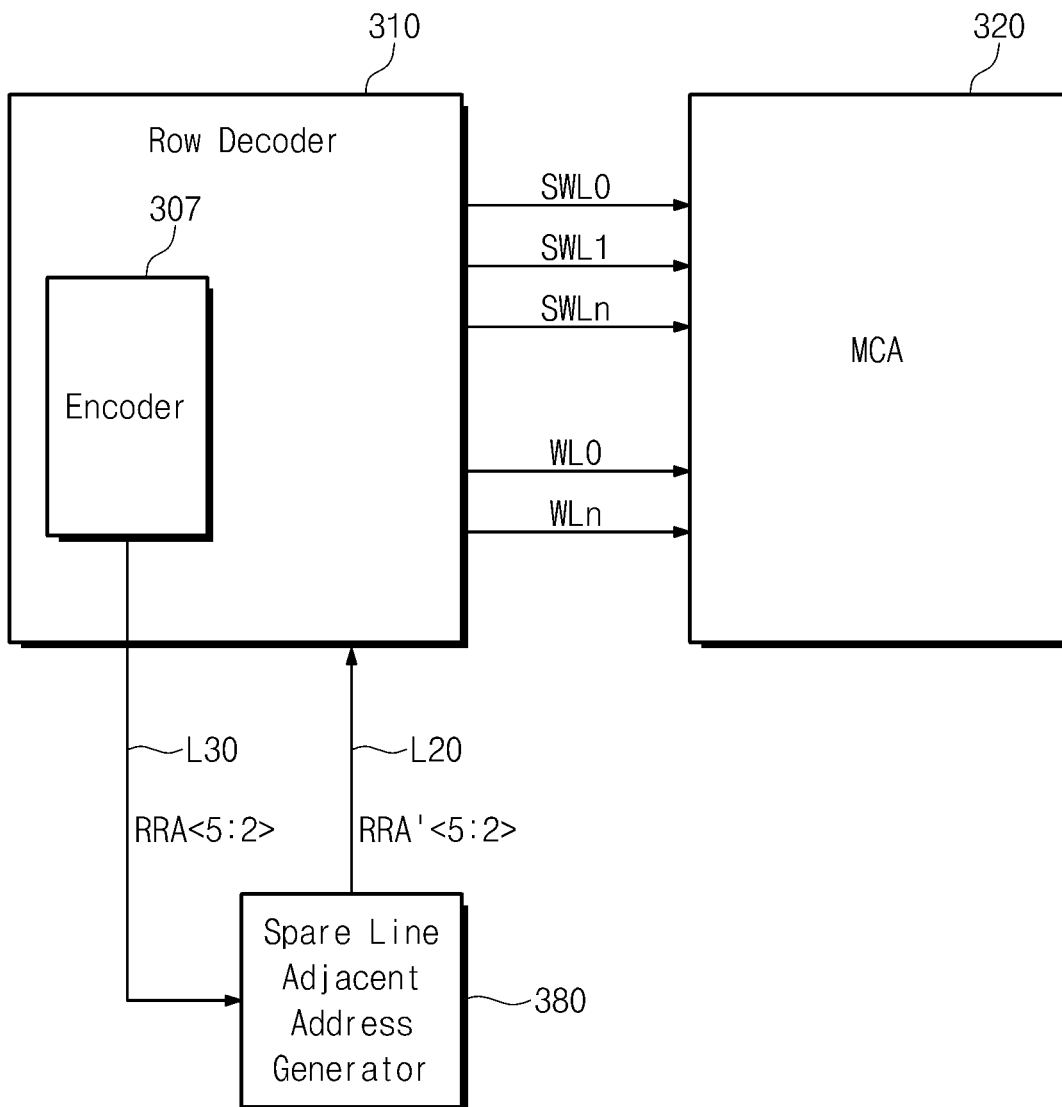 310
320
Row Decoder
SWL0
307
SWL1
SWLn
MCA
Encoder
WL0
WLn
L30
L20
RRA<5:2>
RRA'<5:2>
Spare Line
Adjacent
Address
Generator
380